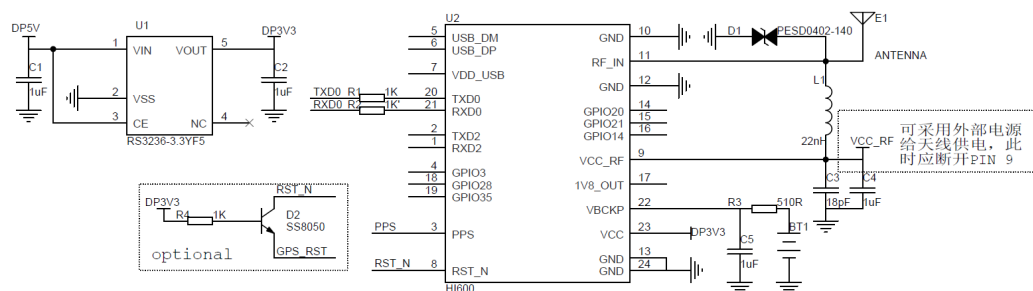 U1
DP5V
DP3V3
1
VIN
VOUT
5
C1
1uF
C2
1uF
2
VSS
3
CE
NC
4
RS3236-3.3YF5
DP3V3
R4
1K
RST_N
D2
SS8050
GPS_RST
optional
U2
5
USB_DM
6
USB_DP
7
VDD_USB
TXD0
R1
1K
20
TXD0
RXD0
R2
1K'
21
RXD0
2
TXD2
1
RXD2
4
GPIO3
18
GPIO28
19
GPIO35
PPS
3
PPS
RST_N
8
RST_N
HI600
GND
10
RF_IN
11
GND
12
GPIO20
14
GPIO21
15
GPIO14
16
VCC_RF
9
1V8_OUT
17
VBCKP
22
VCC
23
DP3V3
GND
13
GND
24
D1
PESD0402-140
E1
ANTENNA
L1
22nH
可采用外部电源
给天线供电，此
时应断开PIN 9
VCC_RF
C3
18pF
C4
1uF
R3
510R
C5
1uF
BT1